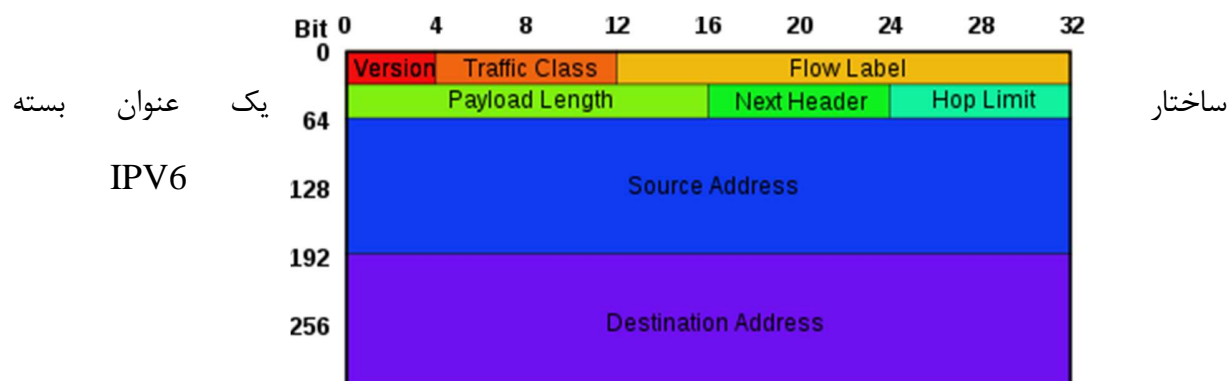 Bit 0 4 8 12 16 20 24 28 32
0
Version Traffic Class Flow Label
ساختار یک عنوان بسته
Payload Length Next Header Hop Limit
64
IPV6
128 Source Address
192
256 Destination Address